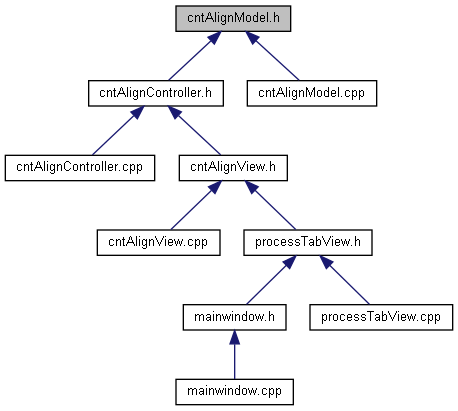 cntAlignModel.h
cntAlignController.h
cntAlignModel.cpp
cntAlignController.cpp
cntAlignView.h
cntAlignView.cpp
processTabView.h
mainwindow.h
processTabView.cpp
mainwindow.cpp